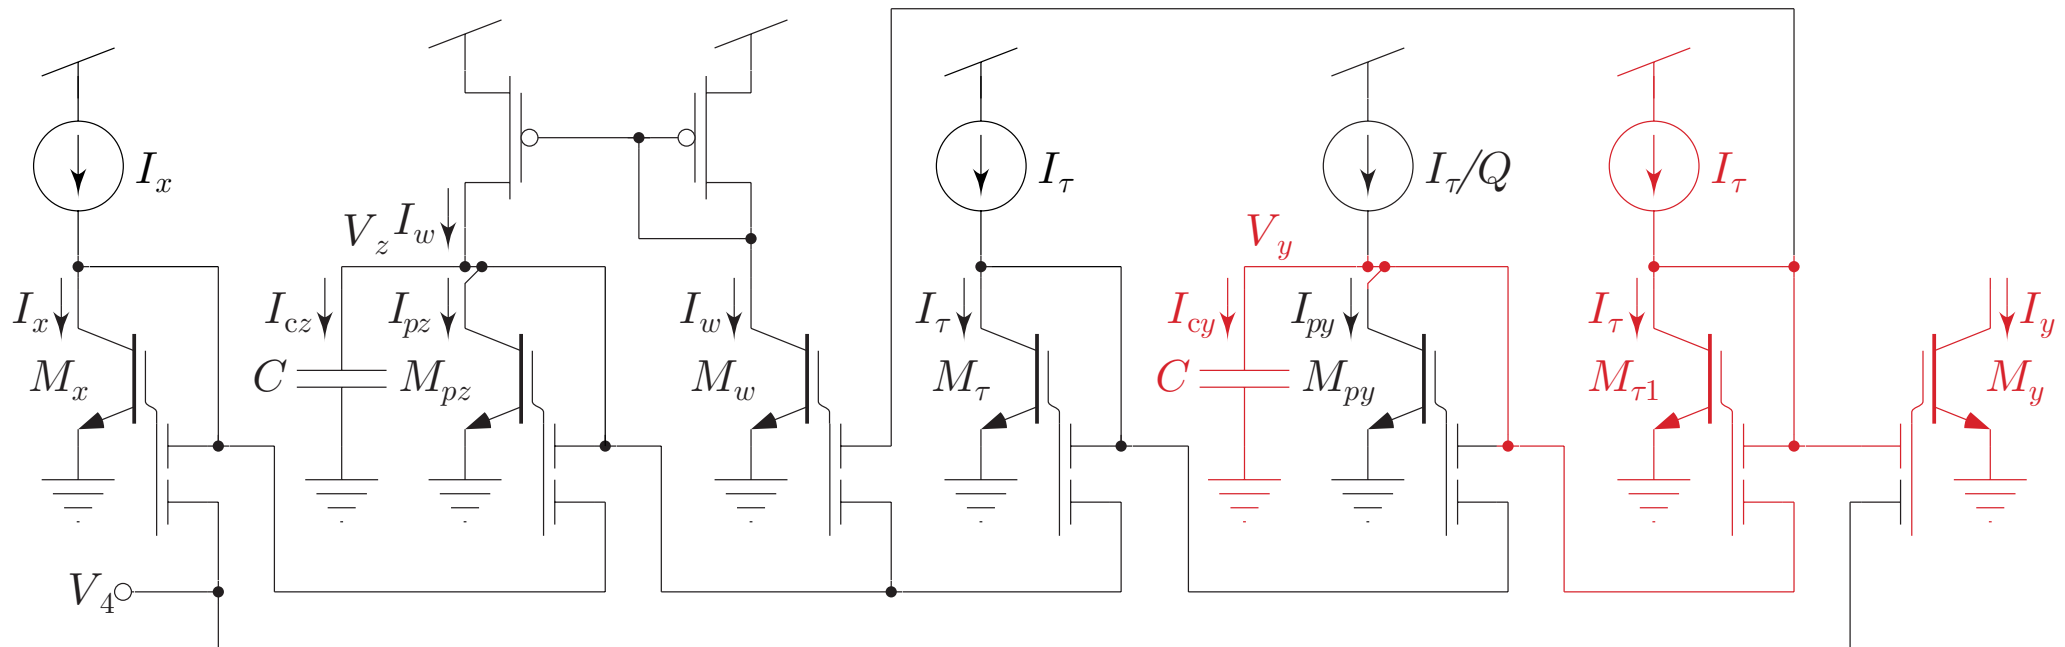 I_x
I_τ
I_τ/Q
I_τ
V_z
I_w
V_y
I_x
I_cz
I_pz
I_w
I_τ
I_cy
I_py
I_τ
I_y
M_x
C
M_pz
M_w
M_τ
C
M_py
M_τ1
M_y
V_4